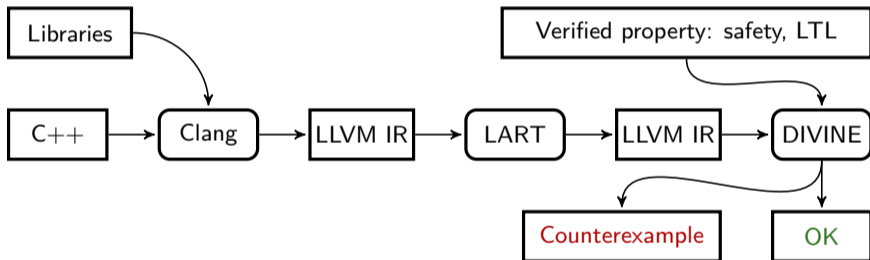 Libraries
Verified property: safety, LTL
C++
Clang
LLVM IR
LART
LLVM IR
DIVINE
Counterexample
OK